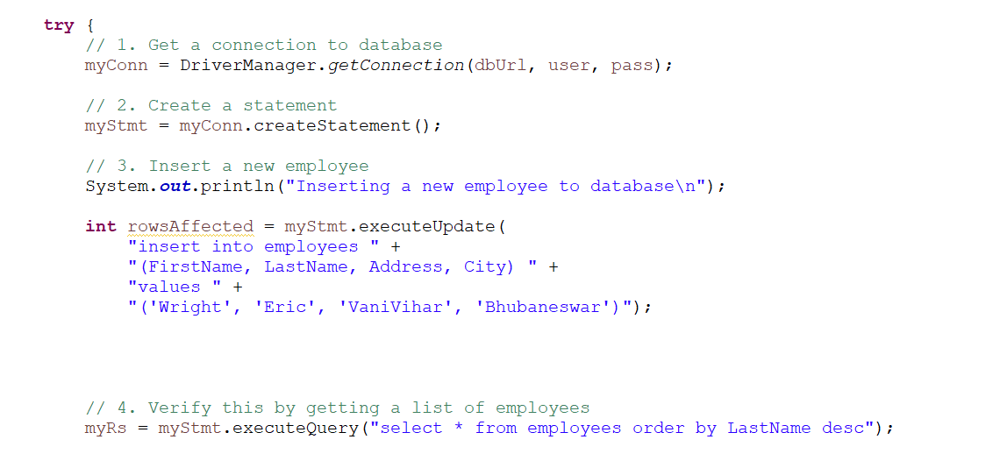 try {
// 1. Get a connection to database
myConn = DriverManager.getConnection(dbUrl, user, pass);
// 2. Create a statement
myStmt = myConn.createStatement();
// 3. Insert a new employee
System.out.println("Inserting a new employee to database\n");
int rowsAffected = myStmt.executeUpdate(
"insert into employees " +
"(FirstName, LastName, Address, City) " +
"values " +
"('Wright', 'Eric', 'VaniVihar', 'Bhubaneswar')");
// 4. Verify this by getting a list of employees
myRs = myStmt.executeQuery("select * from employees order by LastName desc");